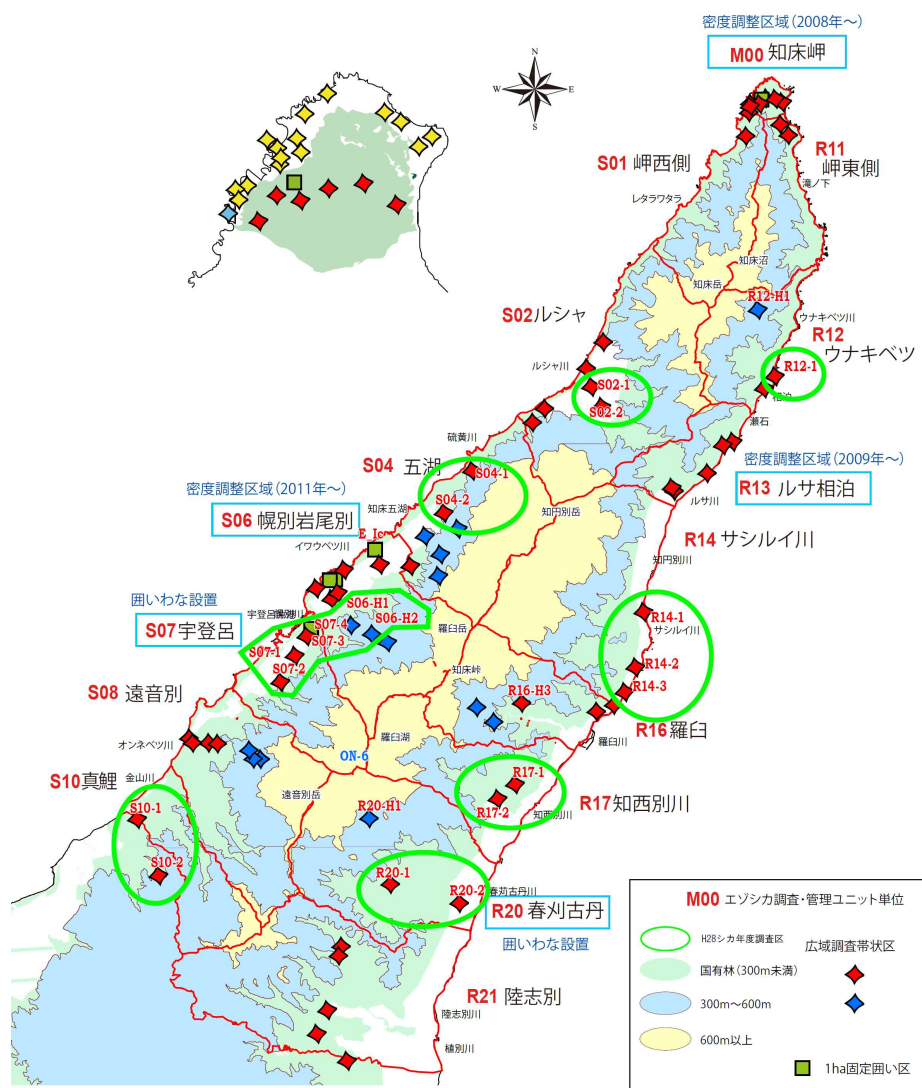 密度調整区域(2008年～)
M00 知床岬
N
W
E
S
S01 岬西側
R11
岬東側
滝ノ下
レタラワタラ
知床沼
知床岳
R12-H1
S02ルシャ
ウナキベツ川
R12
ウナキベツ
ルシャ川
R12-1
S02-1
相泊
S02-2
瀬石
硫黄川
S04 五湖
密度調整区域(2009年～)
S04-1
R13 ルサ相泊
密度調整区域(2011年～)
知床五湖
S04-2
知円別岳
ルサ川
S06 幌別岩尾別
R14 サシルイ川
イワウベツ川
知円別川
囲いわな設置
S06-H1
R14-1
S07宇登呂
S07-4
S06-H2
サシルイ川
S07-3
羅臼岳
S07-1
S07-2
知床峠
R14-2
S08 遠音別
R16-H3
R14-3
R16羅臼
オンネベツ川
羅臼湖
羅臼川
ON-6
S10真鯉
金山川
遠音別岳
R17-1
R17知西別川
S10-1
R20-H1
R17-2
知西別川
S10-2
R20-1
R20-2
春苅古丹川
R20 春刈古丹
囲いわな設置
R21 陸志別
陸志別川
植別川
M00 エゾシカ調査・管理ユニット単位
H28シカ年度調査区
広域調査帯状区
国有林(300m未満)
300m～600m
600m以上
1ha固定囲い区